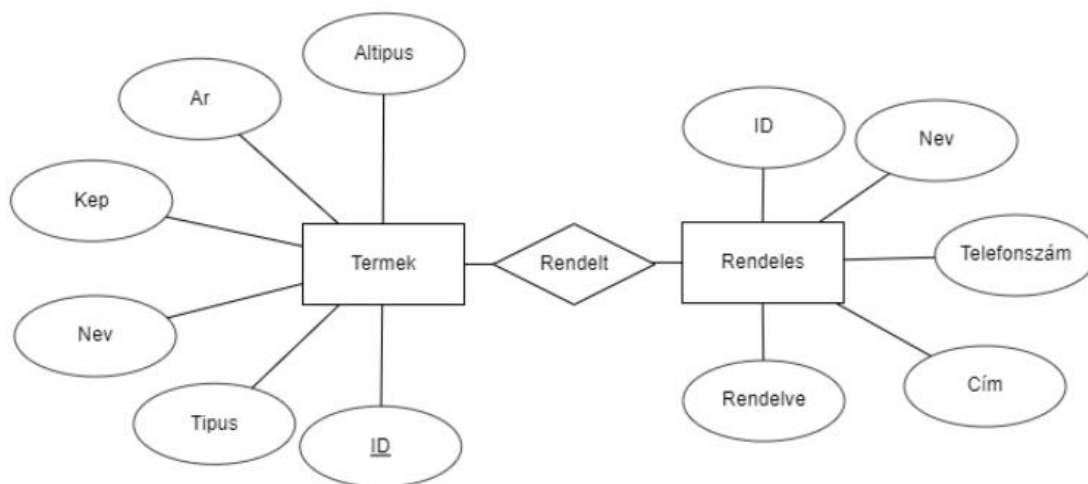 Altipus
Ar
Kep
Nev
Tipus
ID
Termek
Rendelt
Rendeles
ID
Nev
Telefonszám
Cím
Rendelve